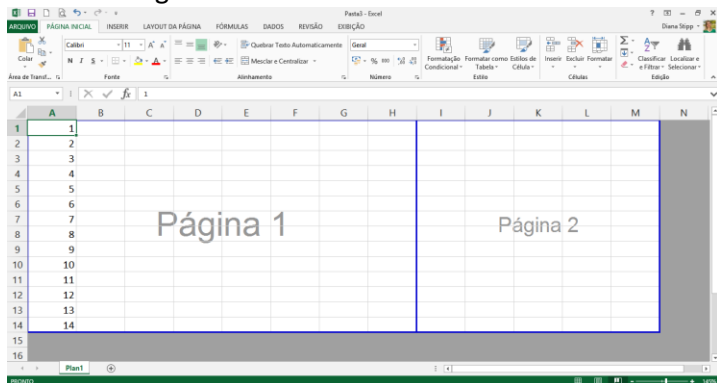 Pasta3 - Excel
ARQUIVO PÁGINA INICIAL INSERIR LAYOUT DA PÁGINA FÓRMULAS DADOS REVISÃO EXIBIÇÃO Diana Stipp
Colar
Calibri 11
N I S
Quebrar Texto Automaticamente
Mesclar e Centralizar
Geral
% 000
Formatação Condicional
Formatar como Tabela
Estilos de Célula
Inserir Excluir Formatar
Classificar e Filtrar
Localizar e Selecionar
Área de Transf... Fonte Alinhamento Número Estilo Células Edição
A1 fx 1
A B C D E F G H I J K L M N
1 1
2 2
3 3
4 4
5 5
6 6
7 7
8 8
9 9
10 10
11 11
12 12
13 13
14 14
15
16
Página 1
Página 2
Plan1
PRONTO 140%